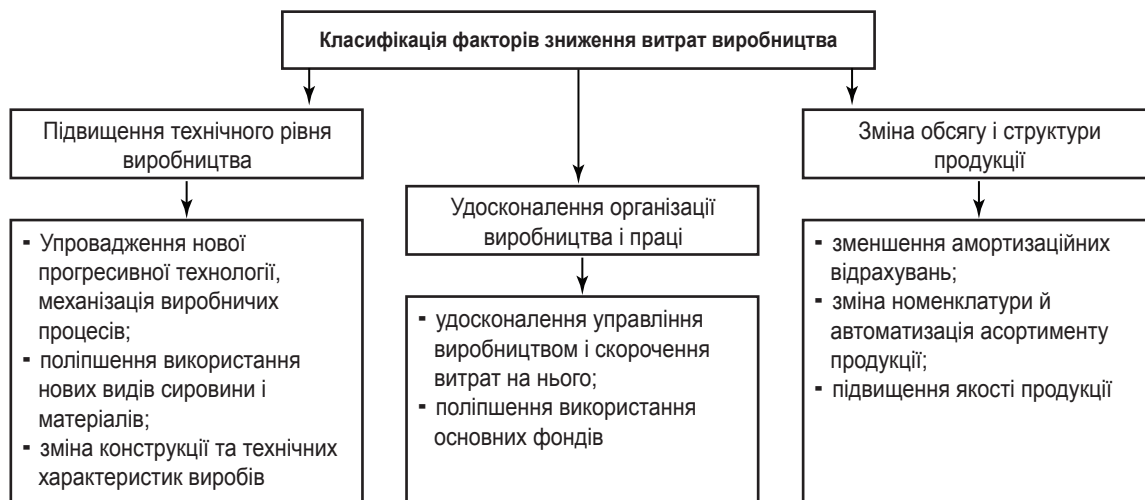 Класифікація факторів зниження витрат виробництва
Підвищення технічного рівня
виробництва
- Упровадження нової
прогресивної технології,
механізація виробничих
процесів;
- поліпшення використання
нових видів сировини і
матеріалів;
- зміна конструкції та технічних
характеристик виробів
Удосконалення організації
виробництва і праці
- удосконалення управління
виробництвом і скорочення
витрат на нього;
- поліпшення використання
основних фондів
Зміна обсягу і структури
продукції
- зменшення амортизаційних
відрахувань;
- зміна номенклатури й
автоматизація асортименту
продукції;
- підвищення якості продукції